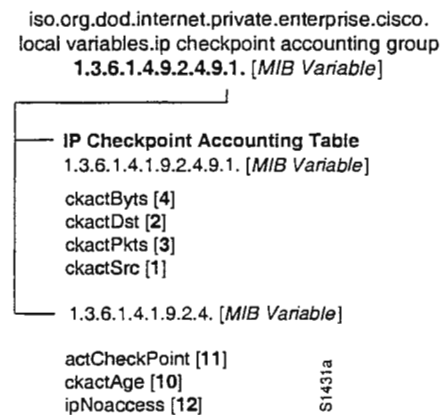 iso.org.dod.internet.private.enterprise.cisco.
local variables.ip checkpoint accounting group
1.3.6.1.4.9.2.4.9.1. [MIB Variable]
IP Checkpoint Accounting Table
1.3.6.1.4.1.9.2.4.9.1. [MIB Variable]
ckactByts [4]
ckactDst [2]
ckactPkts [3]
ckactSrc [1]
1.3.6.1.4.1.9.2.4. [MIB Variable]
actCheckPoint [11]
ckactAge [10]
ipNoaccess [12]
S1431a